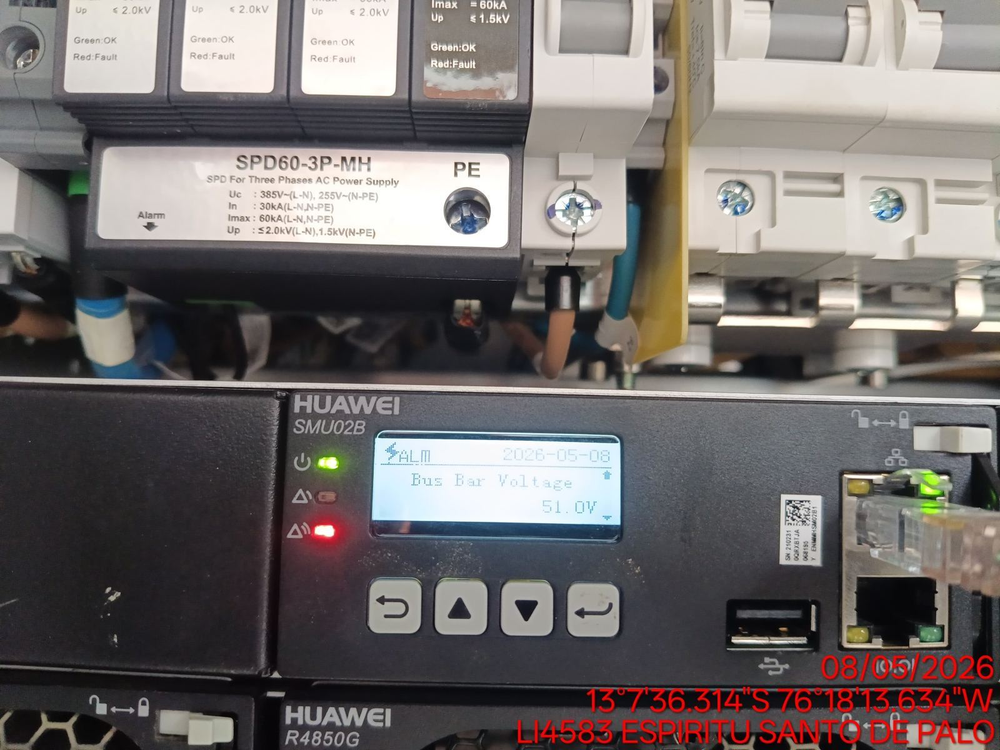 Up ≤ 2.0kV
Green:OK
Red:Fault
Up ≤ 2.0kV
Green:OK
Red:Fault
Up ≤ 2.0kV
Green:OK
Red:Fault
Imax = 60kA
Up ≤ 1.5kV
Green:OK
Red:Fault
SPD60-3P-MH
SPD For Three Phases AC Power Supply
Uc : 385V~(L-N), 255V~(N-PE)
In : 30kA(L-N,N-PE)
Imax : 60kA(L-N,N-PE)
Up : ≤2.0kV(L-N),1.5kV(N-PE)
Alarm
PE
HUAWEI
SMU02B
ALM 2026-05-08
Bus Bar Voltage
51.0V
SN 210231
Y ENMMHSMU02B1
HUAWEI
R4850G
08/05/2026
13°7'36.314"S 76°18'13.634"W
LI4583 ESPIRITU SANTO DE PALO